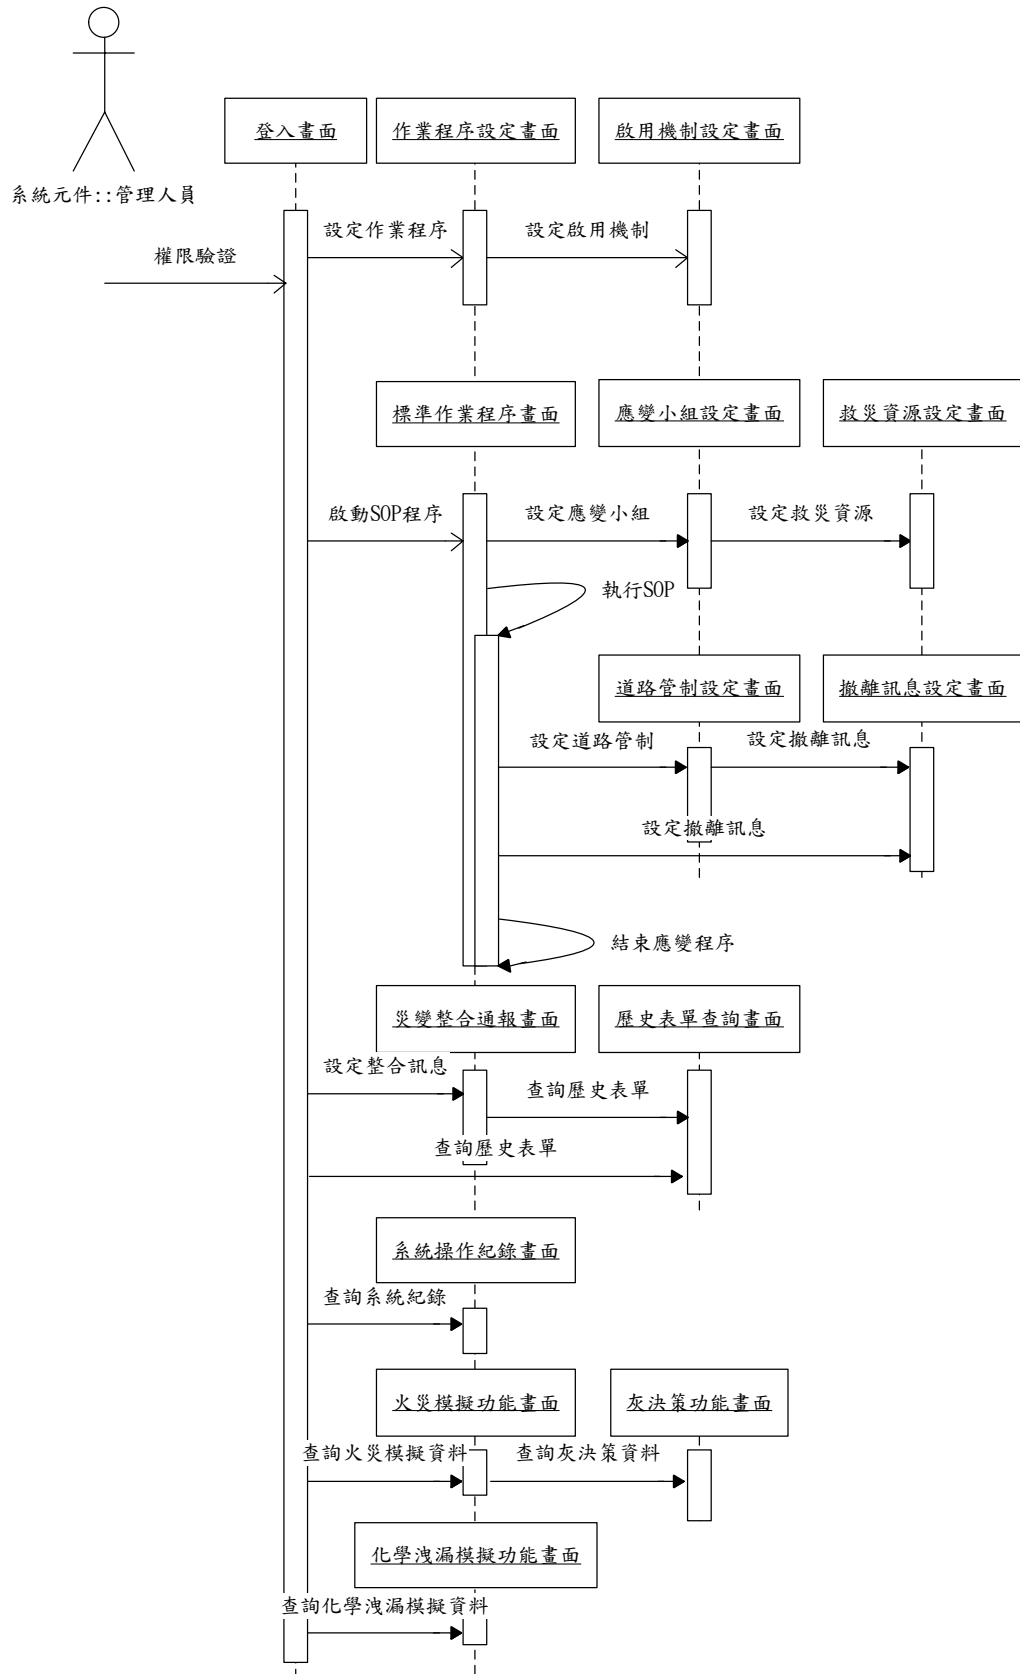 登入畫面
作業程序設定畫面
啟用機制設定畫面
系統元件::管理人員
設定作業程序
設定啟用機制
權限驗證
標準作業程序畫面
應變小組設定畫面
救災資源設定畫面
啟動SOP程序
設定應變小組
設定救災資源
執行SOP
道路管制設定畫面
撤離訊息設定畫面
設定道路管制
設定撤離訊息
設定撤離訊息
結束應變程序
災變整合通報畫面
歷史表單查詢畫面
設定整合訊息
查詢歷史表單
查詢歷史表單
系統操作紀錄畫面
查詢系統紀錄
火災模擬功能畫面
灰決策功能畫面
查詢火災模擬資料
查詢灰決策資料
化學洩漏模擬功能畫面
查詢化學洩漏模擬資料